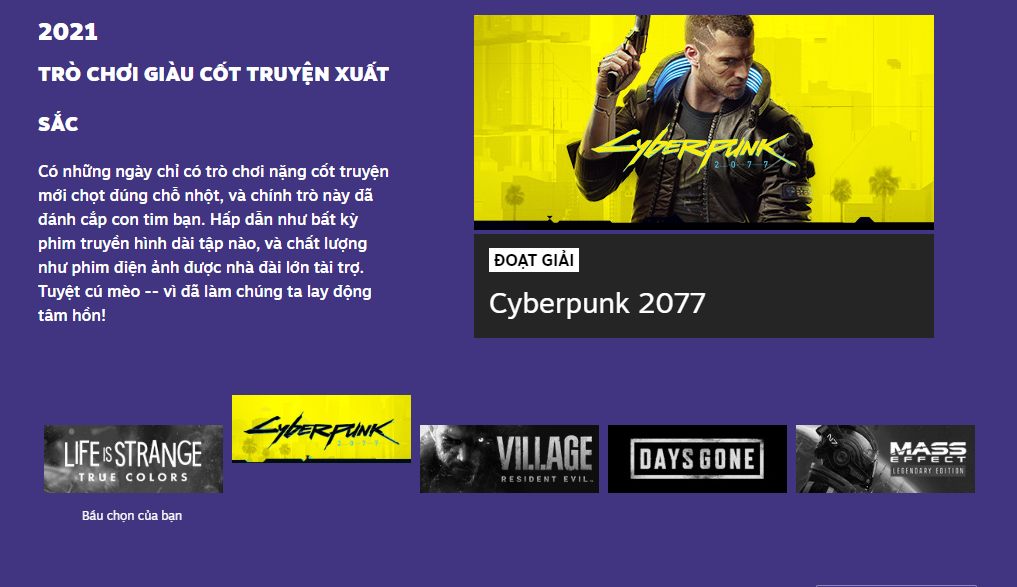 2021
TRÒ CHƠI GIÀU CỐT TRUYỆN XUẤT
SẮC
Có những ngày chỉ có trò chơi nặng cốt truyện
mới chọt đúng chỗ nhột, và chính trò này đã
đánh cắp con tim bạn. Hấp dẫn như bất kỳ
phim truyền hình dài tập nào, và chất lượng
như phim điện ảnh được nhà đài lớn tài trợ.
Tuyệt cú mèo -- vì đã làm chúng ta lay động
tâm hồn!
Cyberpunk
2077
ĐOẠT GIẢI
Cyberpunk 2077
LIFE IS STRANGE
TRUE COLORS
Bầu chọn của bạn
Cyberpunk
2077
VILLAGE
RESIDENT EVIL
DAYS GONE
N7
MASS
EFFECT
LEGENDARY EDITION